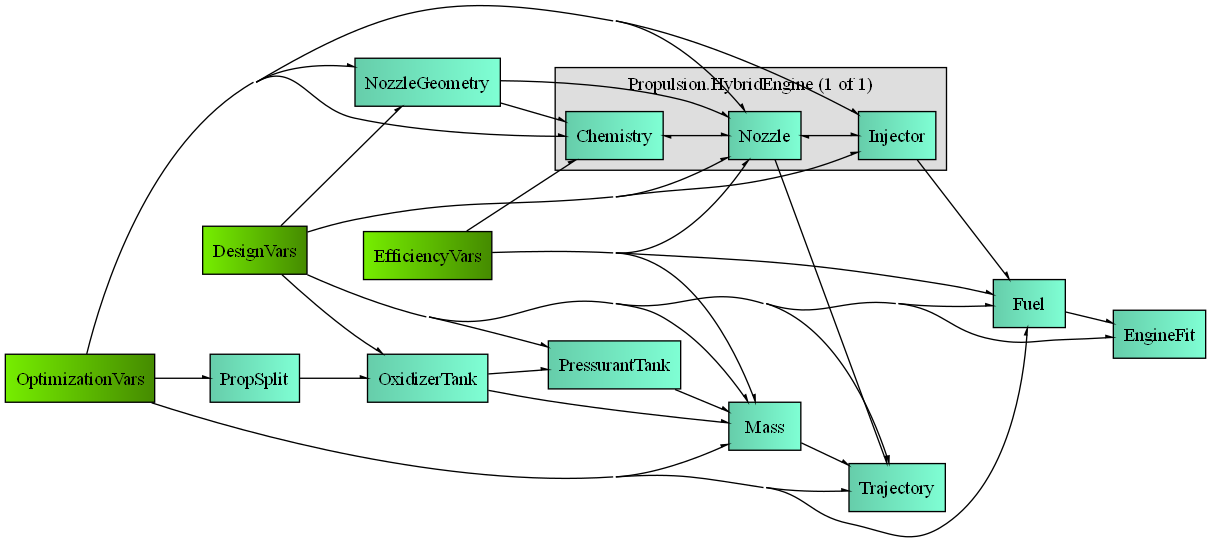 NozzleGeometry
Propulsion.HybridEngine (1 of 1)
Chemistry
Nozzle
Injector
DesignVars
EfficiencyVars
Fuel
EngineFit
OptimizationVars
PropSplit
OxidizerTank
PressurantTank
Mass
Trajectory